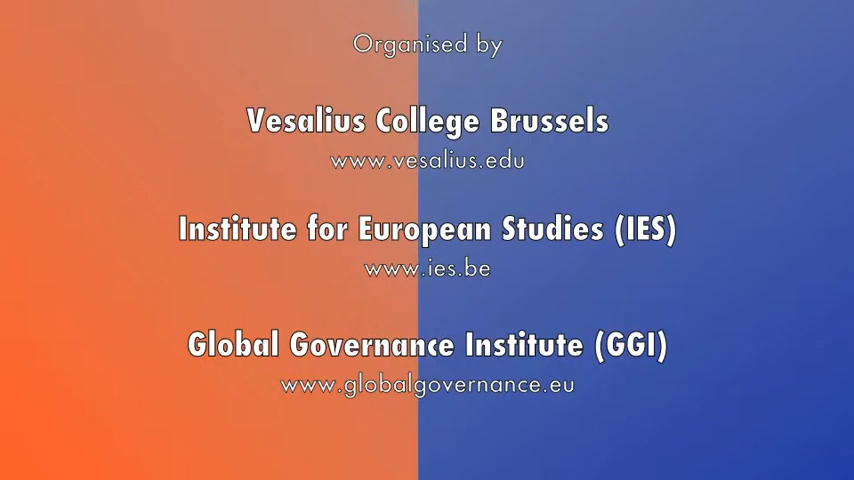 Organised by
Vesalius College Brussels
www.vesalius.edu
Institute for European Studies (IES)
www.ies.be
Global Governance Institute (GGI)
www.globalgovernance.eu